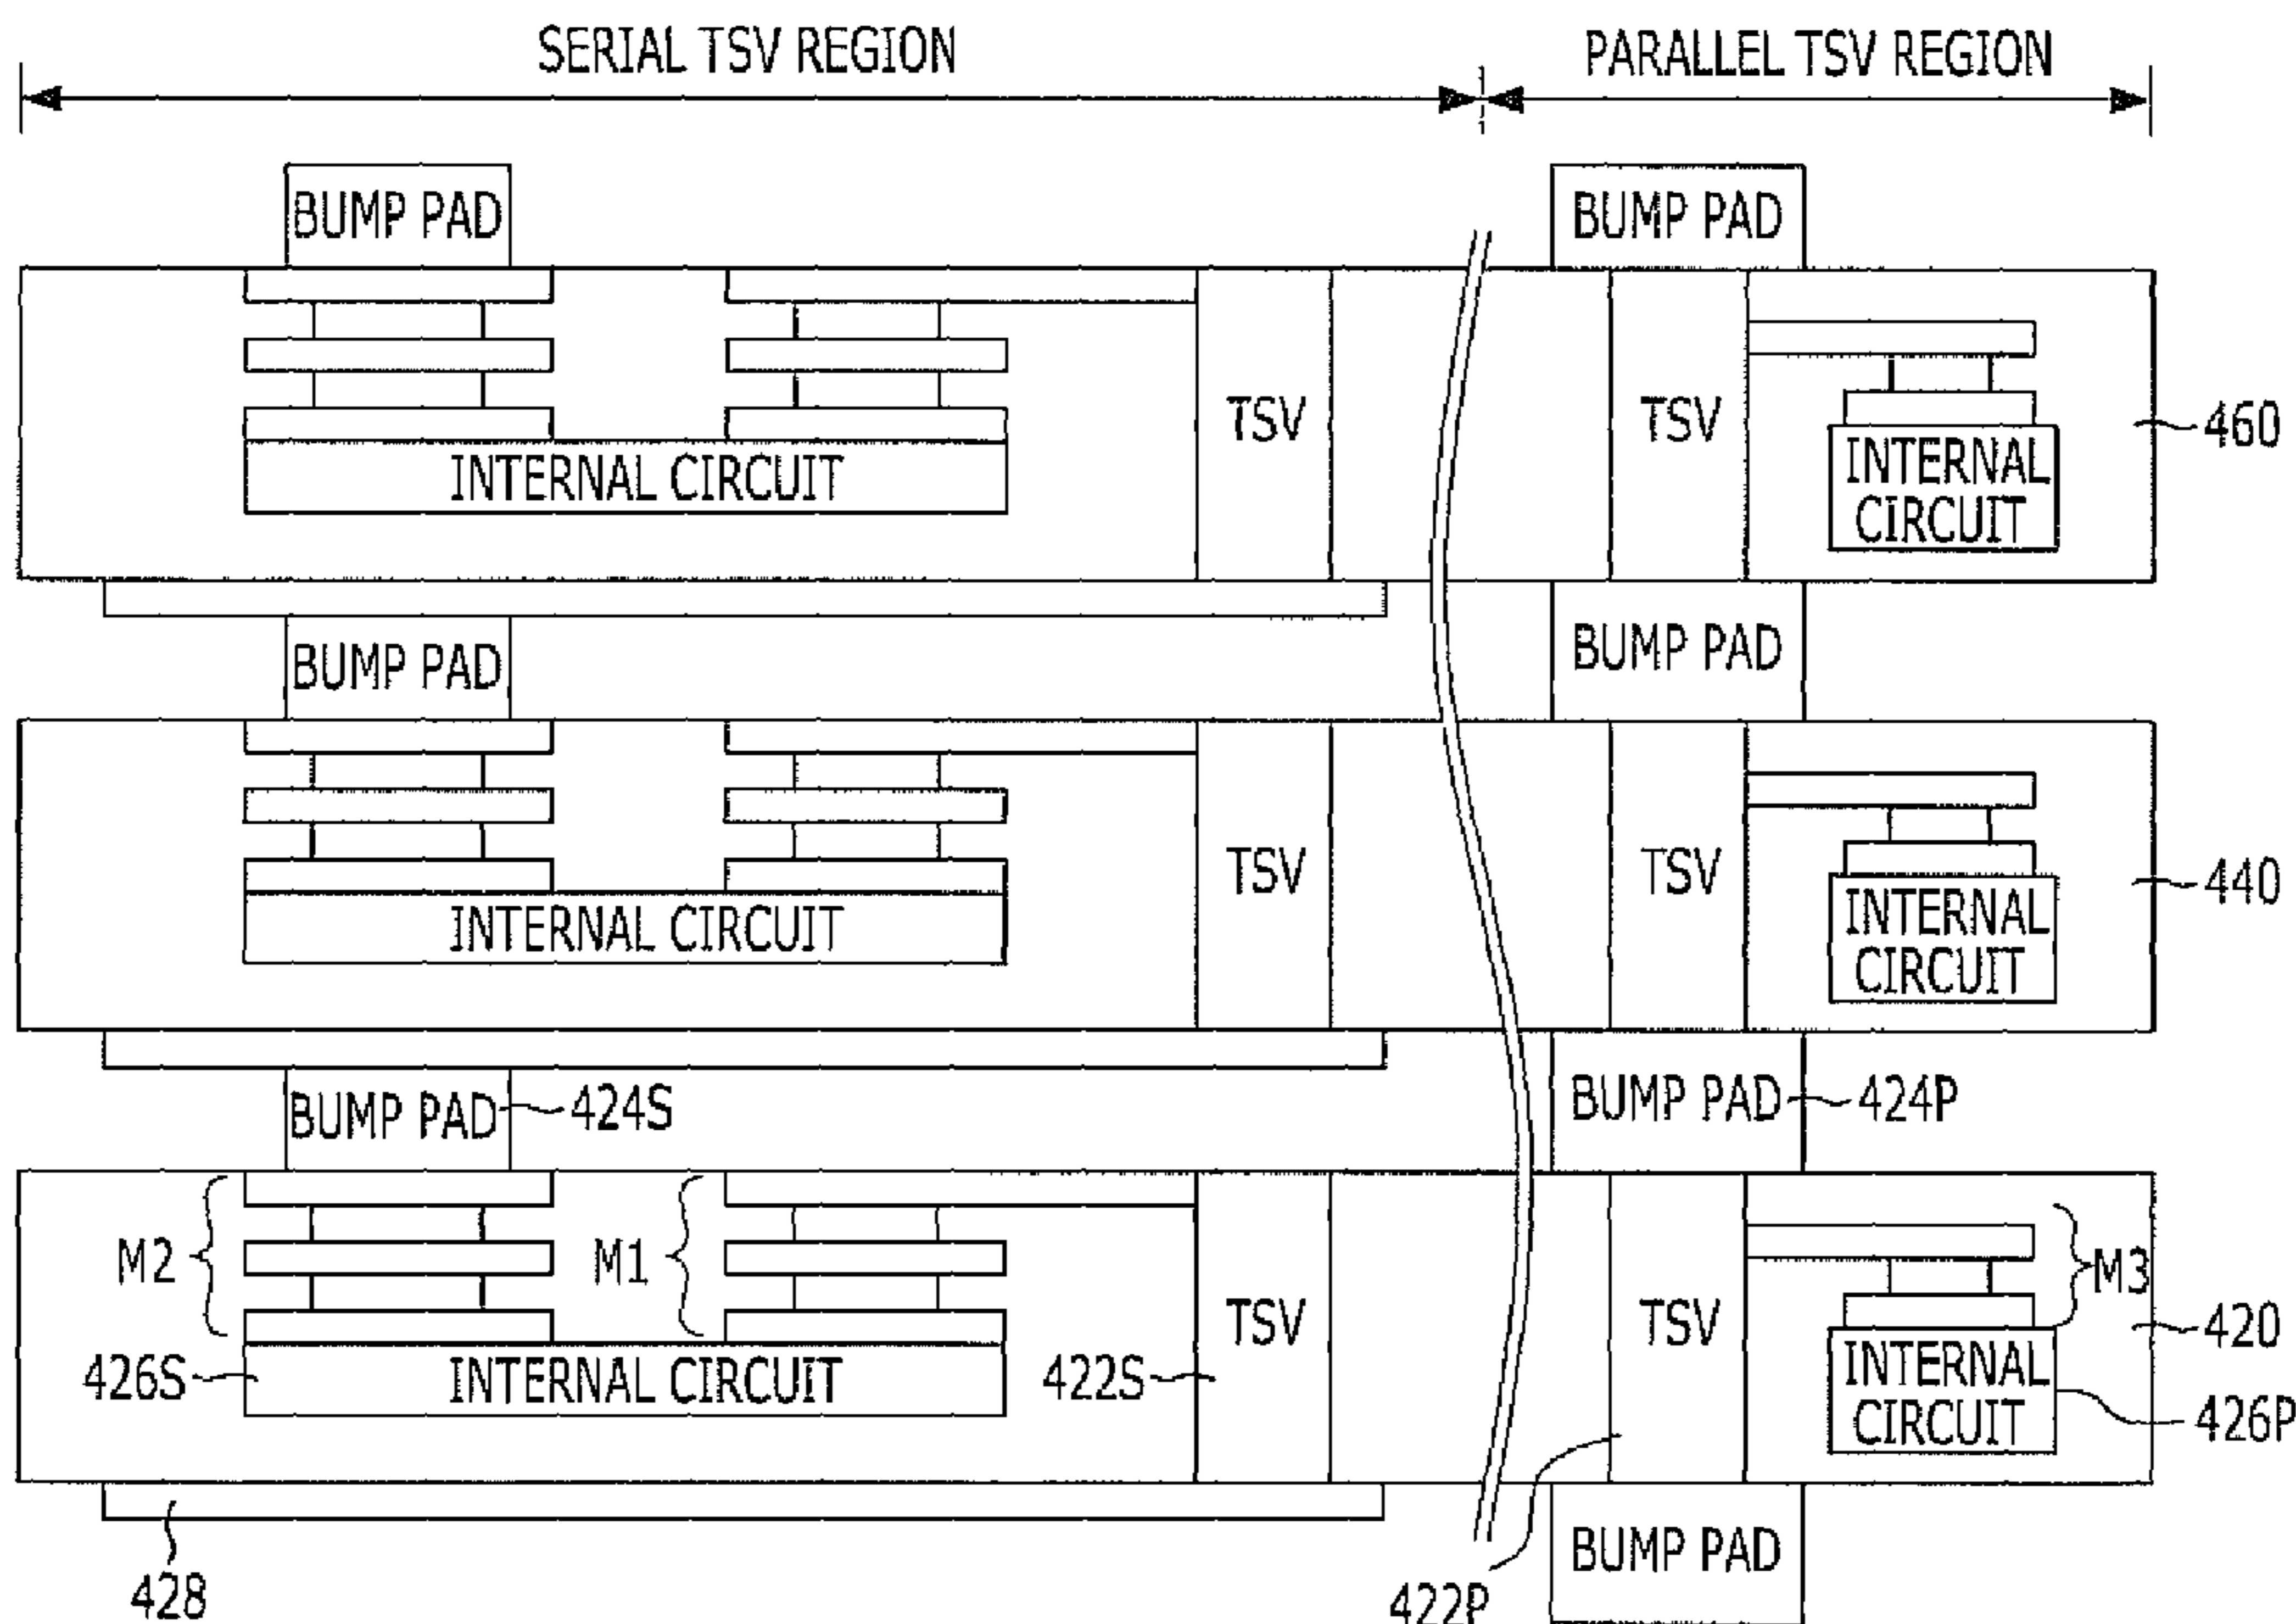 SERIAL TSV REGION
PARALLEL TSV REGION
BUMP PAD
BUMP PAD
TSV
TSV
460
INTERNAL CIRCUIT
INTERNAL
CIRCUIT
BUMP PAD
BUMP PAD
TSV
TSV
440
INTERNAL CIRCUIT
INTERNAL
CIRCUIT
BUMP PAD
424S
BUMP PAD
424P
M2
M1
M3
TSV
TSV
420
426S
INTERNAL CIRCUIT
422S
INTERNAL
CIRCUIT
426P
428
422P
BUMP PAD